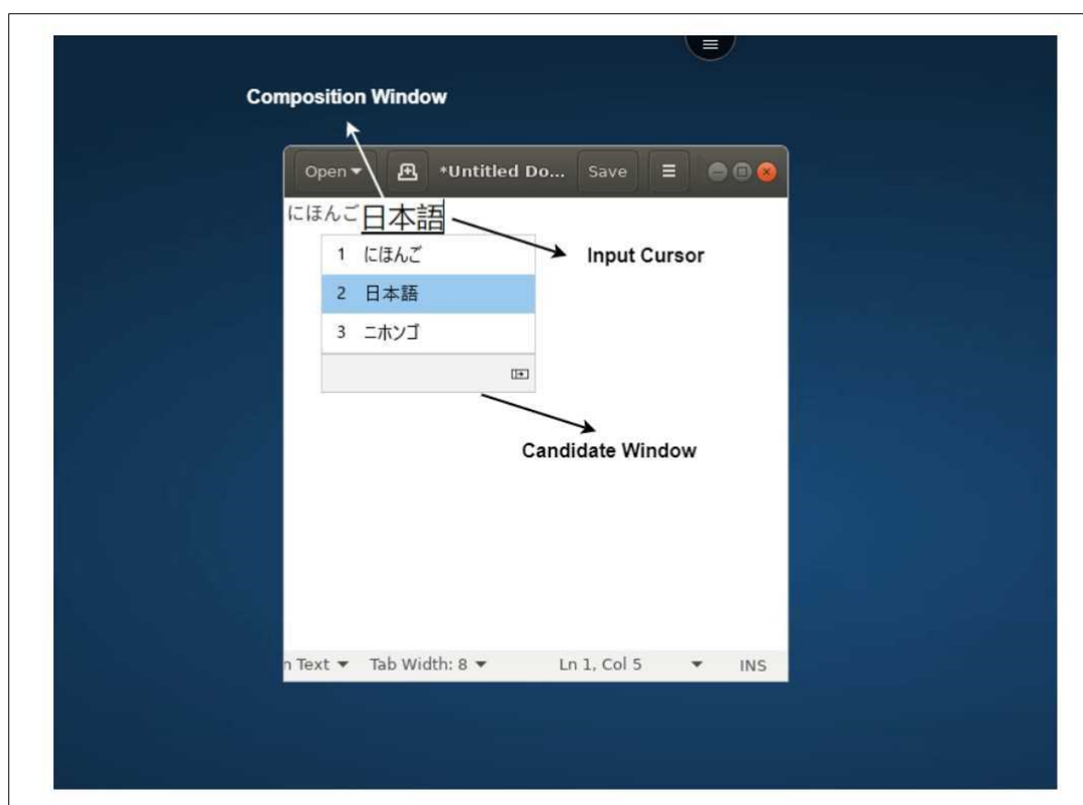 Composition Window
Open *Untitled Do... Save
にほんご日本語
1 にほんご
Input Cursor
2 日本語
3 ニホンゴ
Candidate Window
n Text Tab Width: 8 Ln 1, Col 5 INS